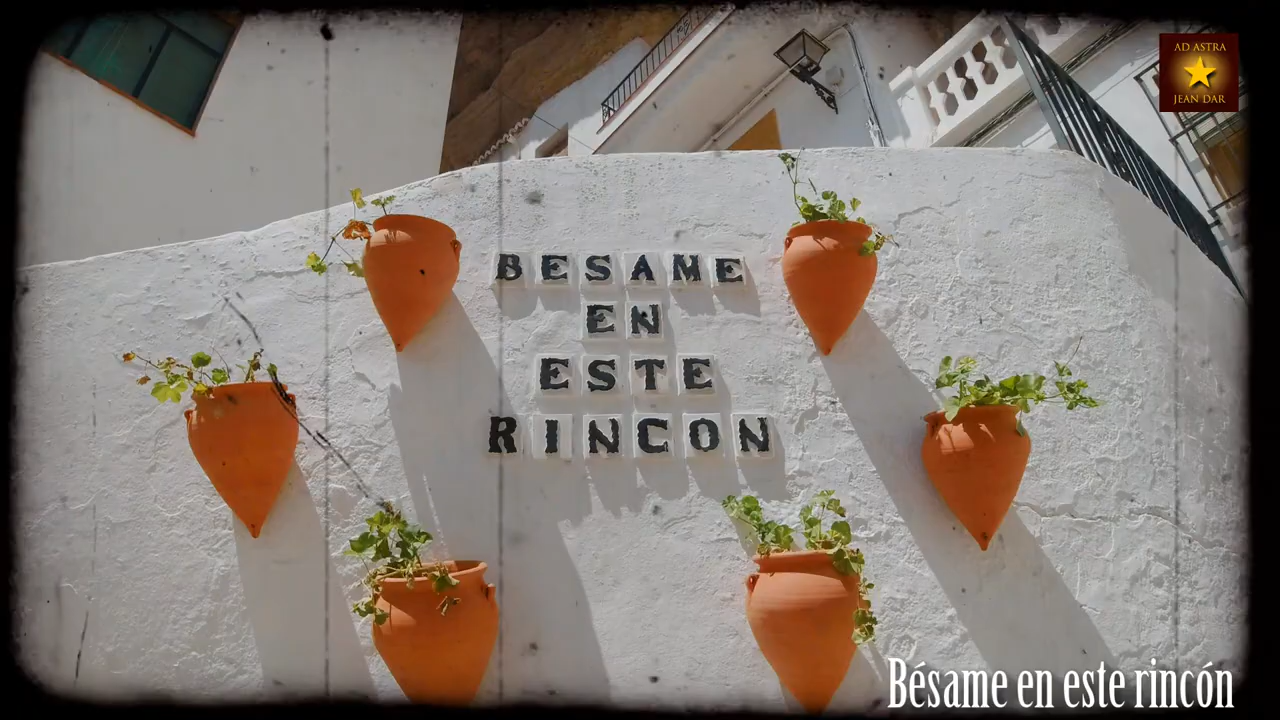 AD ASTRA
JEAN DAR
BESAME
EN
ESTE
RINCON
Bésame en este rincón